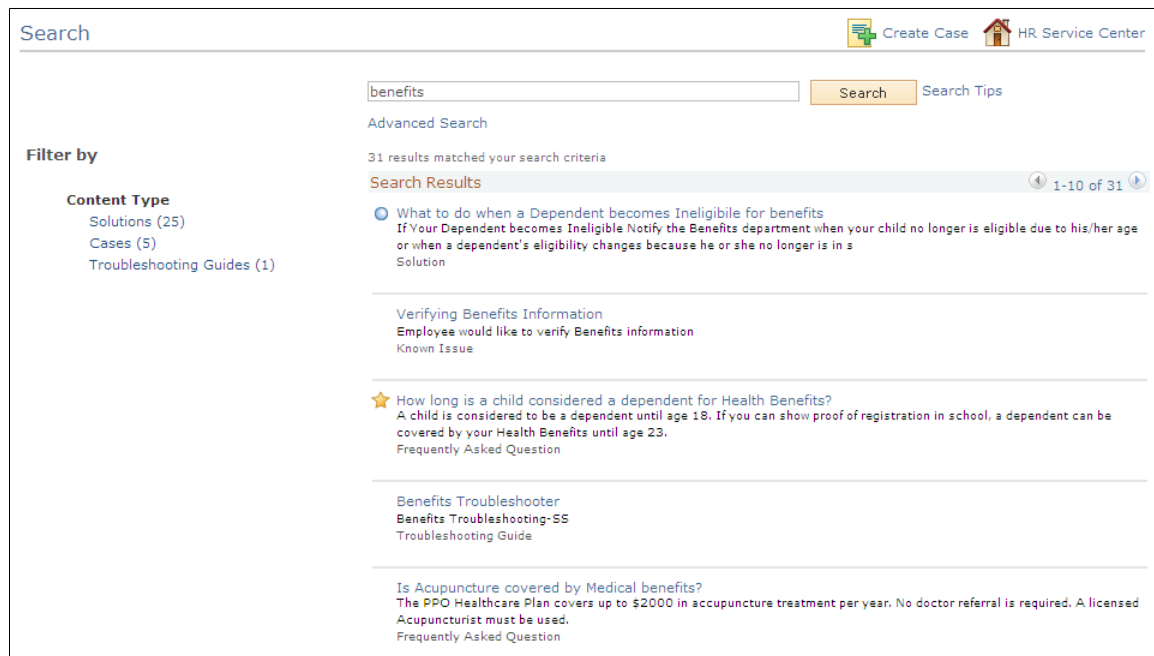 Search
Create Case
HR Service Center
benefits
Search
Search Tips
Advanced Search
Filter by
31 results matched your search criteria
Content Type
Solutions (25)
Cases (5)
Troubleshooting Guides (1)
Search Results
1-10 of 31
What to do when a Dependent becomes Ineligibile for benefits
If Your Dependent becomes Ineligible Notify the Benefits department when your child no longer is eligible due to his/her age
or when a dependent's eligibility changes because he or she no longer is in s
Solution
Verifying Benefits Information
Employee would like to verify Benefits information
Known Issue
How long is a child considered a dependent for Health Benefits?
A child is considered to be a dependent until age 18. If you can show proof of registration in school, a dependent can be
covered by your Health Benefits until age 23.
Frequently Asked Question
Benefits Troubleshooter
Benefits Troubleshooting-SS
Troubleshooting Guide
Is Acupuncture covered by Medical benefits?
The PPO Healthcare Plan covers up to $2000 in accupuncture treatment per year. No doctor referral is required. A licensed
Acupuncturist must be used.
Frequently Asked Question